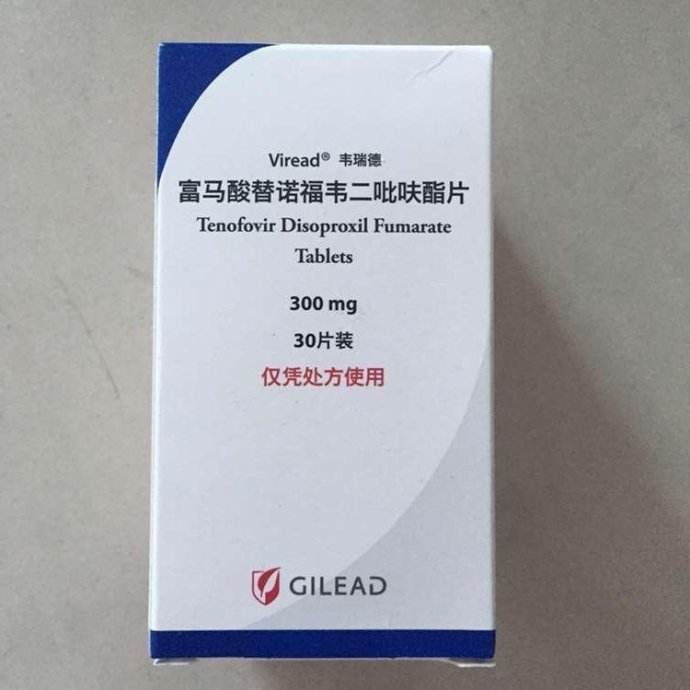 Viread® 韦瑞德
富马酸替诺福韦二吡呋酯片
Tenofovir Disoproxil Fumarate
Tablets
300 mg
30片装
仅凭处方使用
GILEAD